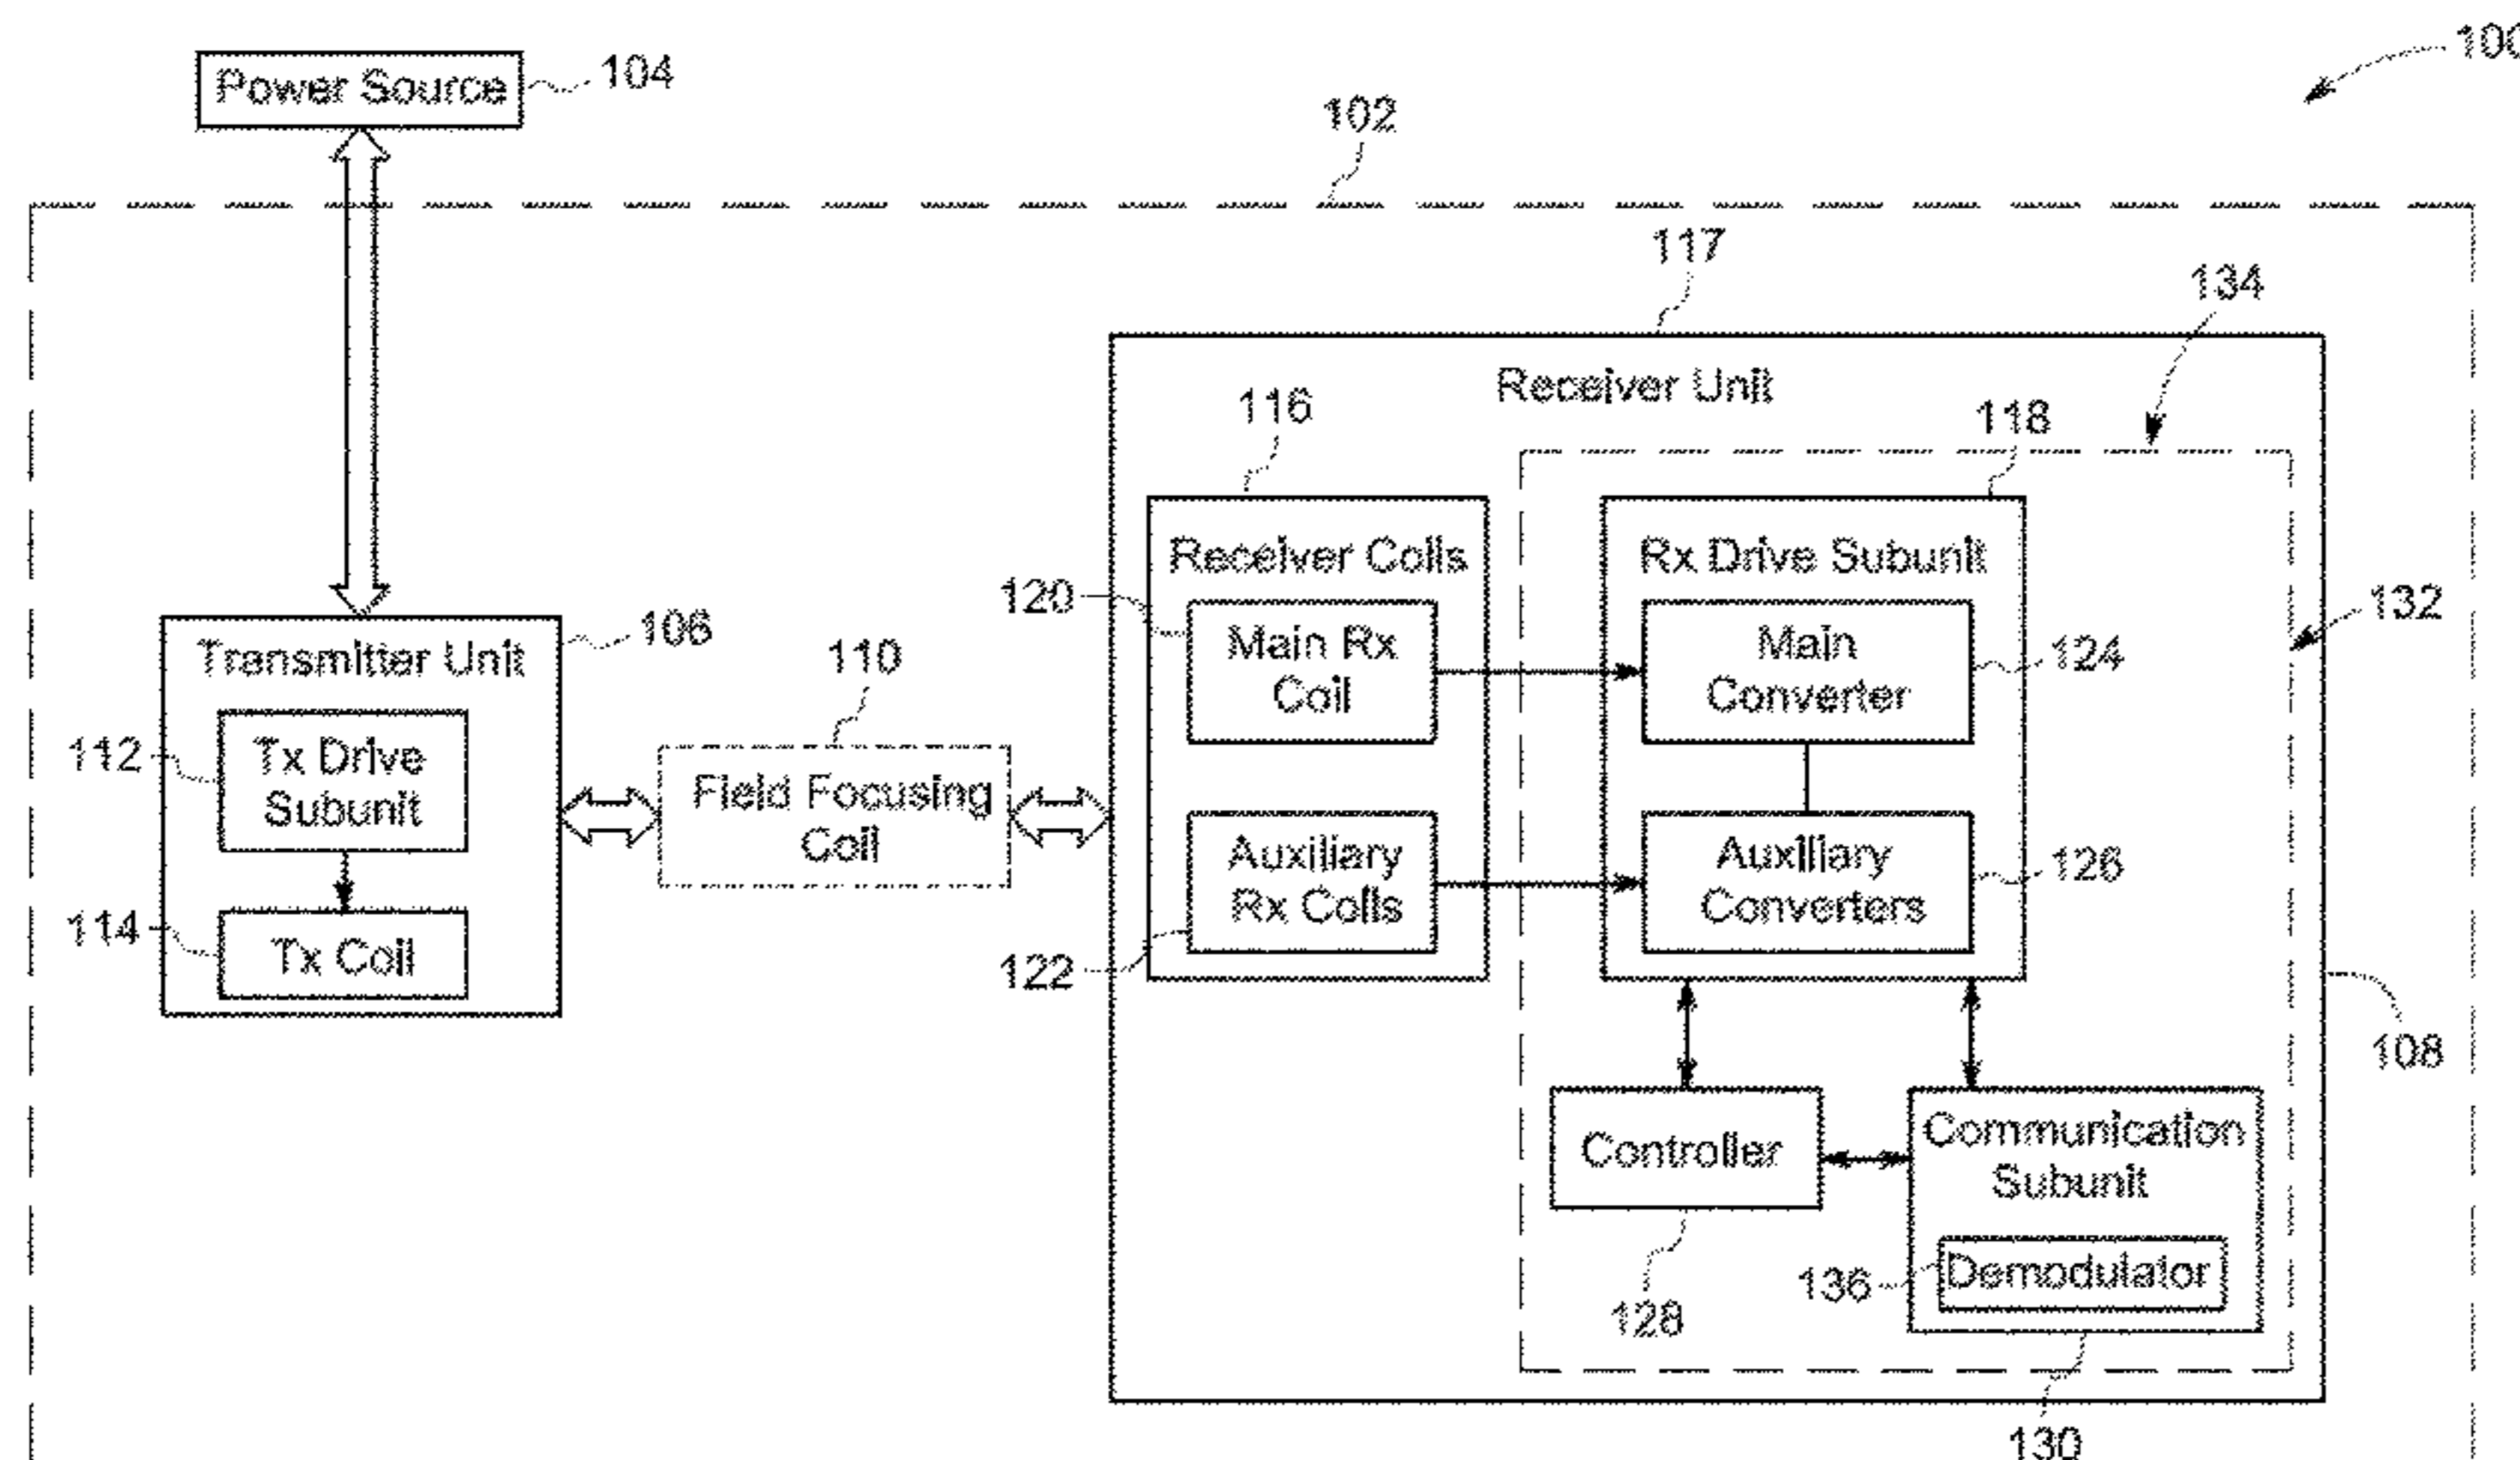 100
Power Source
104
102
117
134
Receiver Unit
116
118
Receiver Coils
Rx Drive Subunit
120
132
Transmitter Unit
106
Main Rx
Coil
Main
Converter
124
110
112
Tx Drive
Subunit
Field Focusing
Coil
Auxiliary
Rx Coils
Auxiliary
Converters
126
114
Tx Coil
122
108
Controller
Communication
Subunit
136
Demodulator
128
130